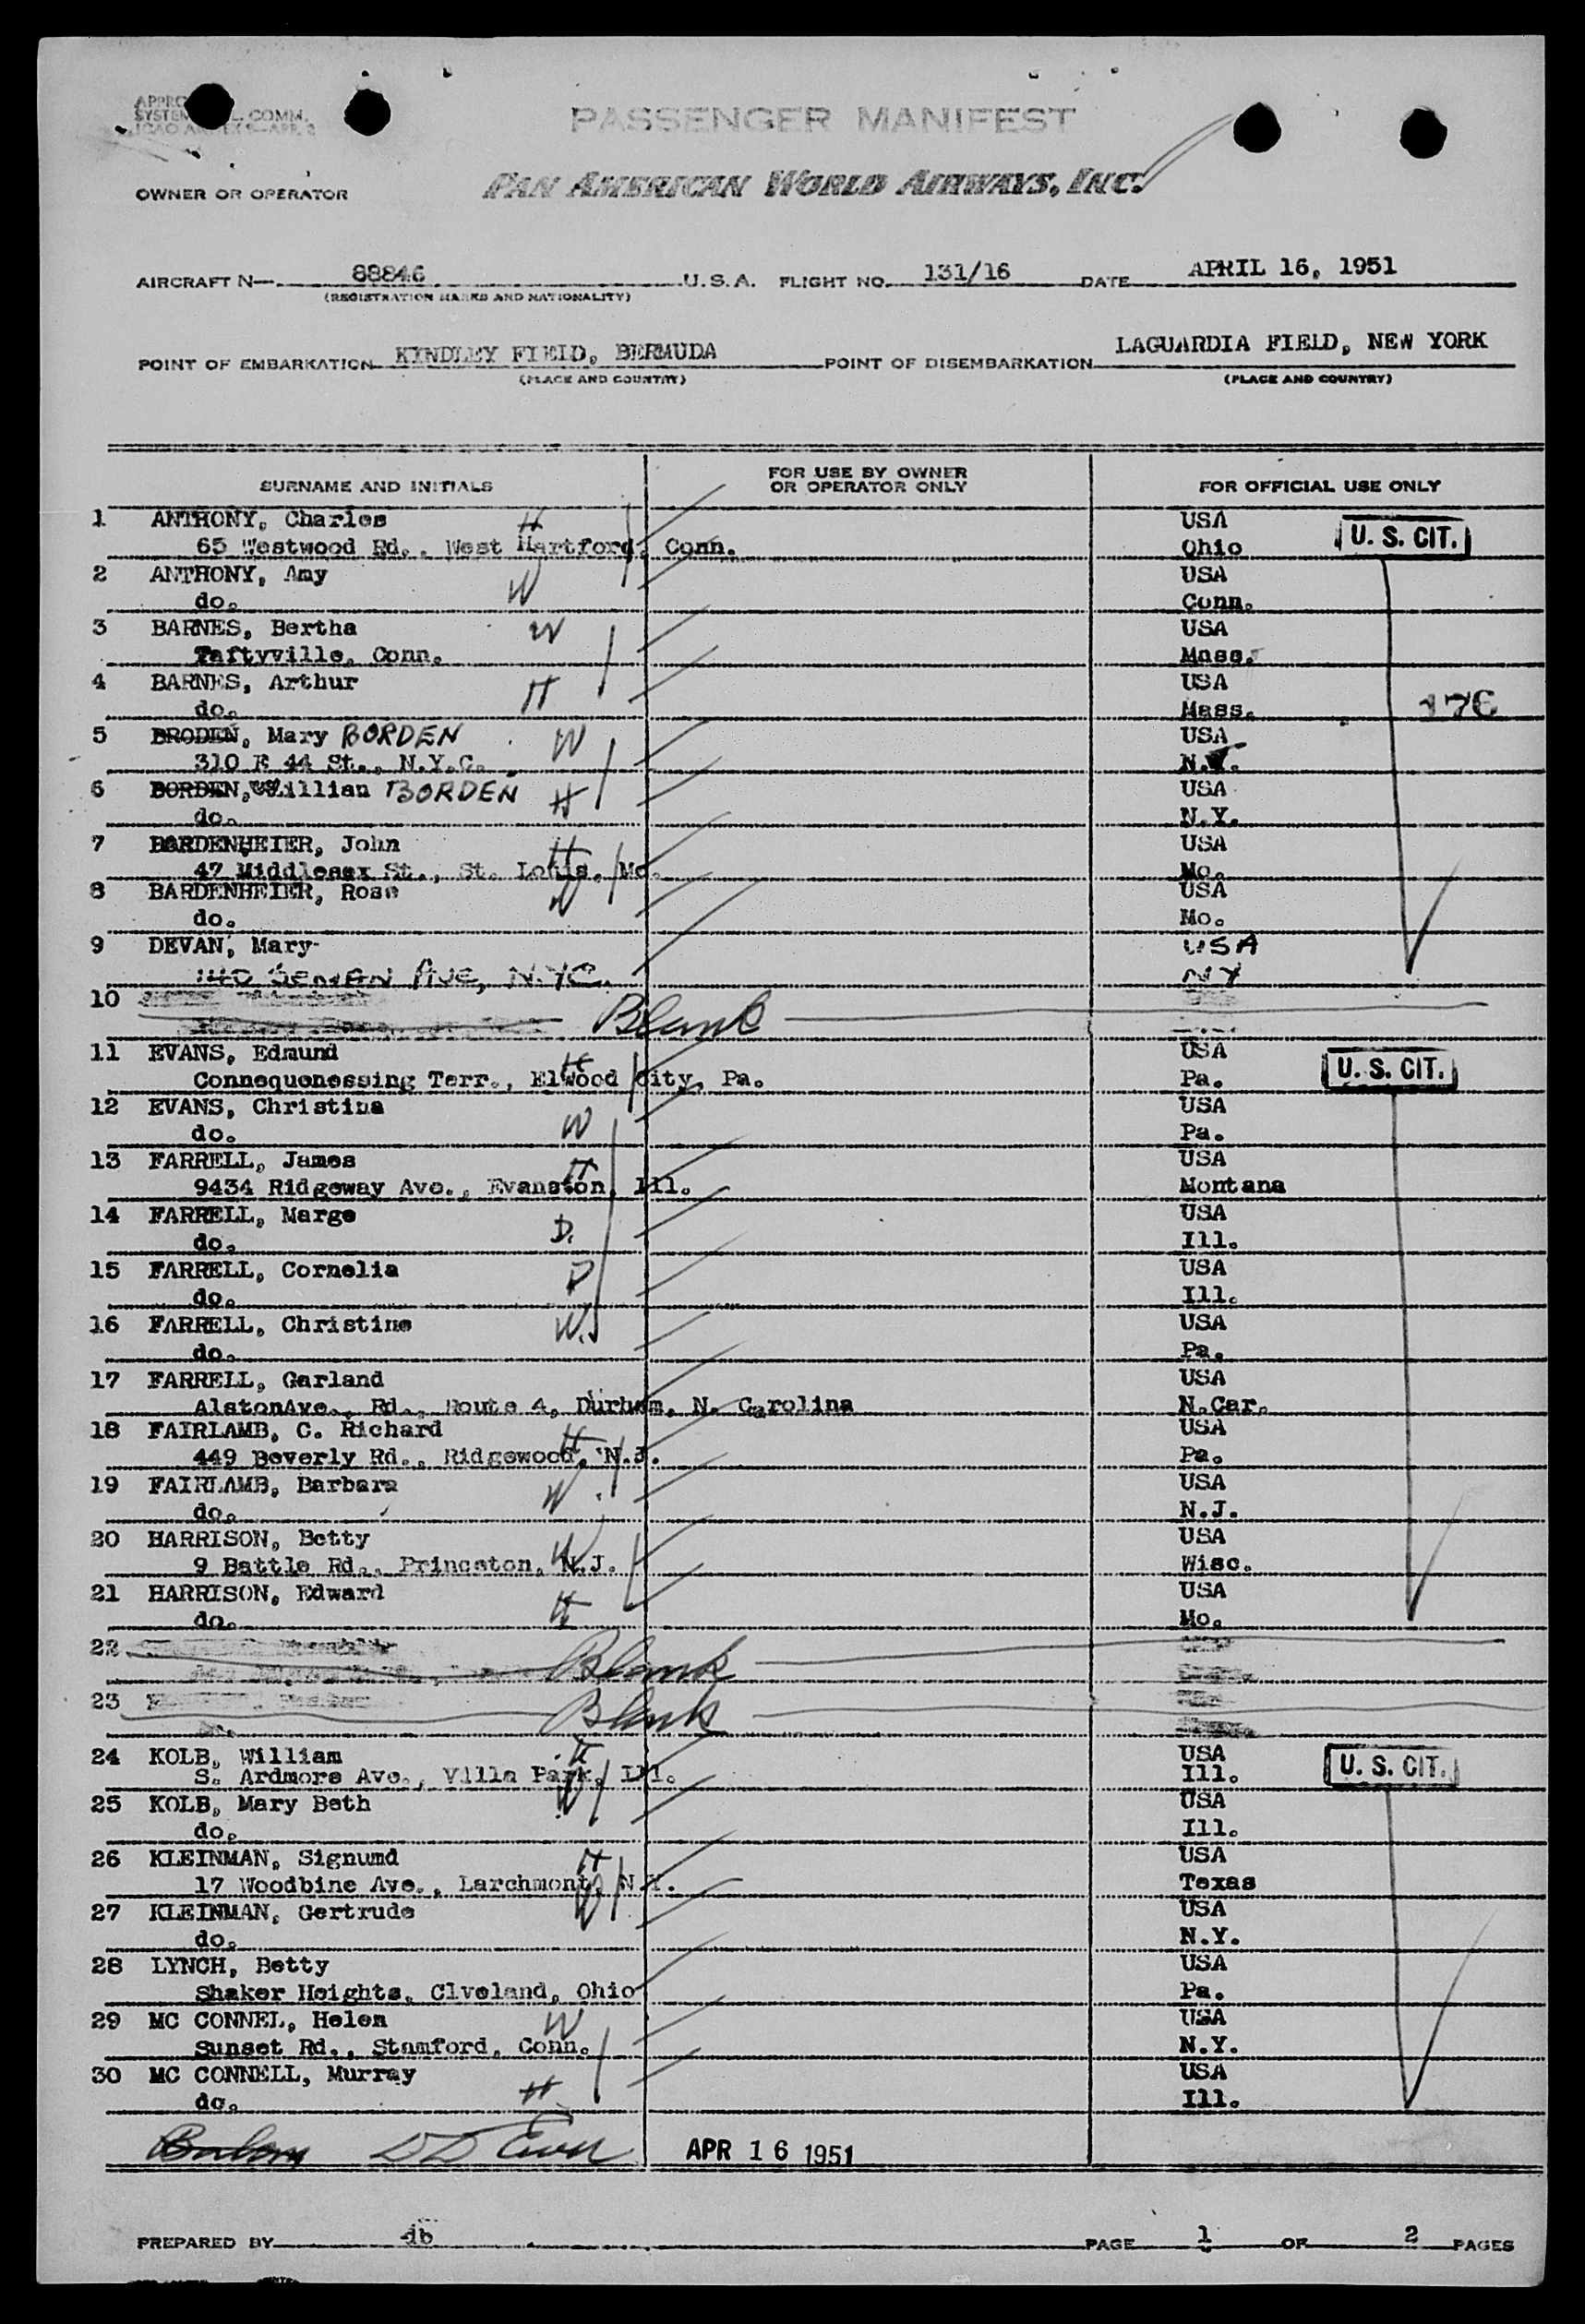 PASSENGER MANIFEST
OWNER OR OPERATOR PAN AMERICAN WORLD AIRWAYS, INC.
AIRCRAFT N— 88846 U.S.A. FLIGHT NO. 131/16 DATE APRIL 16, 1951
(REGISTRATION MARKS AND NATIONALITY)
POINT OF EMBARKATION KINDLEY FIELD, BERMUDA POINT OF DISEMBARKATION LAGUARDIA FIELD, NEW YORK
(PLACE AND COUNTRY) (PLACE AND COUNTRY)
SURNAME AND INITIALS FOR USE BY OWNER OR OPERATOR ONLY FOR OFFICIAL USE ONLY
1 ANTHONY, Charles H USA U. S. CIT.
65 Westwood Rd., West Hartford, Conn. Ohio
2 ANTHONY, Amy W USA
do. Conn.
3 BARNES, Bertha W USA
Taftyville, Conn. Mass.
4 BARNES, Arthur H USA
do. Mass. 176
5 BRODEN, Mary BORDEN W USA
310 E 44 St., N.Y.C. N.Y.
6 BORDEN, Willian BORDEN H USA
do. N.Y.
7 BARDENHEIER, John H USA
47 Middlesex St., St. Louis, Mo. Mo.
8 BARDENHEIER, Rose W USA
do. Mo.
9 DEVAN, Mary USA
140 Seman Ave, N.Y.C. NY
10 Blank
11 EVANS, Edmund H USA U. S. CIT.
Connequenessing Terr., Elwood City, Pa. Pa.
12 EVANS, Christina W USA
do. Pa.
13 FARRELL, James H USA
9434 Ridgeway Ave., Evanston, Ill. Montana
14 FARRELL, Marge D. USA
do. Ill.
15 FARRELL, Cornelia D USA
do. Ill.
16 FARRELL, Christine W. USA
do. Pa.
17 FARRELL, Garland USA
AlstonAve., Rd., Route 4, Durham, N. Carolina N.Car.
18 FAIRLAMB, C. Richard H USA
449 Beverly Rd., Ridgewood, N.J. Pa.
19 FAIRLAMB, Barbara W USA
do. N.J.
20 HARRISON, Betty W USA
9 Battle Rd., Princeton, N.J. Wisc.
21 HARRISON, Edward H USA
do. Mo.
22 Blank
23 Blank
24 KOLB, William H USA U. S. CIT.
S. Ardmore Ave., Villa Park, Ill. Ill.
25 KOLB, Mary Beth W USA
do. Ill.
26 KLEINMAN, Signumd H USA
17 Woodbine Ave., Larchmont, N.Y. Texas
27 KLEINMAN, Gertrude W USA
do. N.Y.
28 LYNCH, Betty USA
Shaker Heights, Clveland, Ohio Pa.
29 MC CONNEL, Helen W USA
Sunset Rd., Stamford, Conn. N.Y.
30 MC CONNELL, Murray H USA
do. Ill.
APR 16 1951
PREPARED BY db PAGE 1 OF 2 PAGES